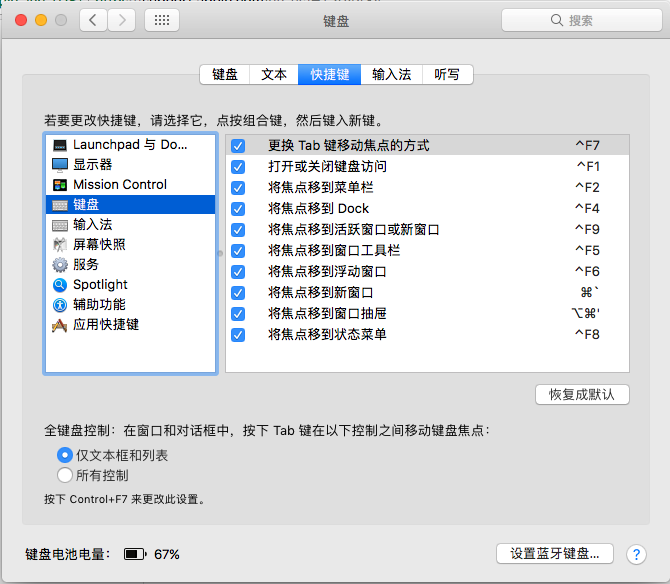 键盘
搜索
键盘 文本 快捷键 输入法 听写
若要更改快捷键，请选择它，点按组合键，然后键入新键。
Launchpad 与 Do...
显示器
Mission Control
键盘
输入法
屏幕快照
服务
Spotlight
辅助功能
应用快捷键
更换 Tab 键移动焦点的方式 ^F7
打开或关闭键盘访问 ^F1
将焦点移到菜单栏 ^F2
将焦点移到 Dock ^F4
将焦点移到活跃窗口或新窗口 ^F9
将焦点移到窗口工具栏 ^F5
将焦点移到浮动窗口 ^F6
将焦点移到新窗口 ⌘`
将焦点移到窗口抽屉 ⌥⌘'
将焦点移到状态菜单 ^F8
恢复成默认
全键盘控制：在窗口和对话框中，按下 Tab 键在以下控制之间移动键盘焦点：
仅文本框和列表
所有控制
按下 Control+F7 来更改此设置。
键盘电池电量： 67%
设置蓝牙键盘... ?